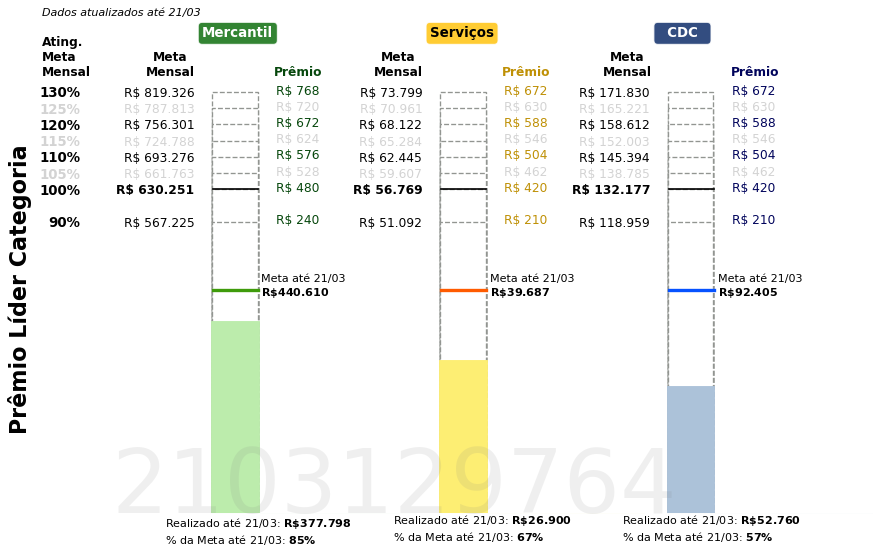 Dados atualizados até 21/03
Mercantil Serviços CDC
Ating.
Meta Meta Meta Meta
Mensal Mensal Prêmio Mensal Prêmio Mensal Prêmio
130% R$ 819.326 R$ 768 R$ 73.799 R$ 672 R$ 171.830 R$ 672
125% R$ 787.813 R$ 720 R$ 70.961 R$ 630 R$ 165.221 R$ 630
120% R$ 756.301 R$ 672 R$ 68.122 R$ 588 R$ 158.612 R$ 588
115% R$ 724.788 R$ 624 R$ 65.284 R$ 546 R$ 152.003 R$ 546
110% R$ 693.276 R$ 576 R$ 62.445 R$ 504 R$ 145.394 R$ 504
105% R$ 661.763 R$ 528 R$ 59.607 R$ 462 R$ 138.785 R$ 462
100% R$ 630.251 R$ 480 R$ 56.769 R$ 420 R$ 132.177 R$ 420
90% R$ 567.225 R$ 240 R$ 51.092 R$ 210 R$ 118.959 R$ 210
Prêmio Líder Categoria
Meta até 21/03 Meta até 21/03 Meta até 21/03
R$440.610 R$39.687 R$92.405
2103129764
Realizado até 21/03: R$377.798 Realizado até 21/03: R$26.900 Realizado até 21/03: R$52.760
% da Meta até 21/03: 85% % da Meta até 21/03: 67% % da Meta até 21/03: 57%